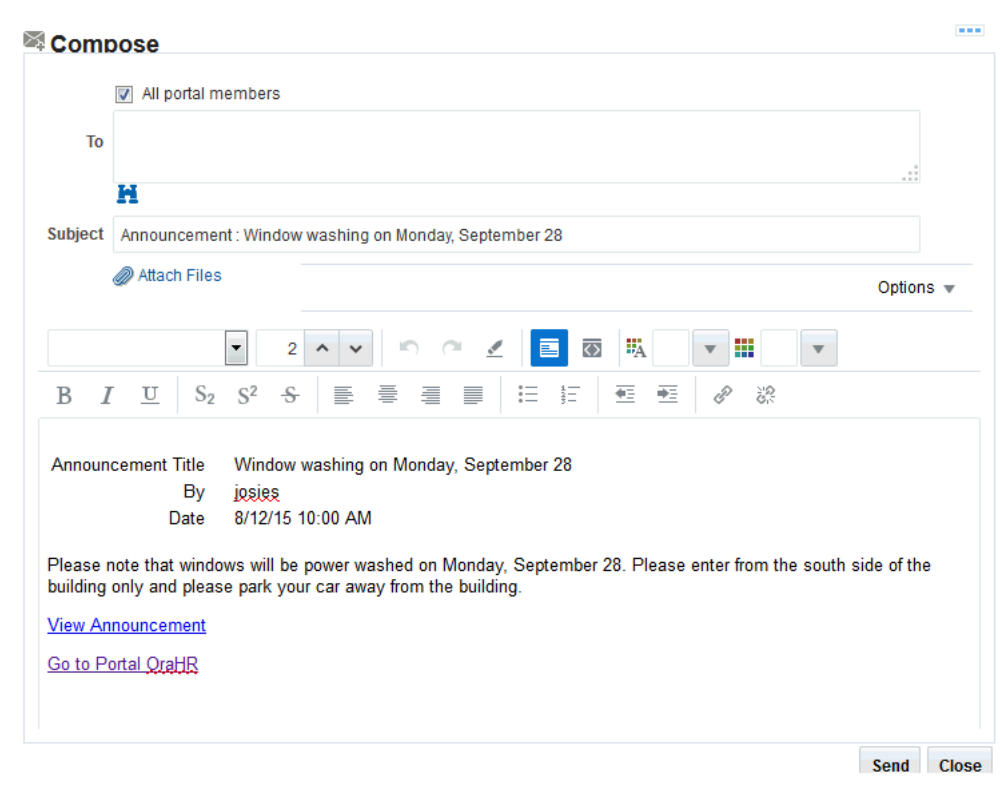 Compose
All portal members
To
Subject Announcement : Window washing on Monday, September 28
Attach Files
Options
2
B I U S2 S2 S
Announcement Title Window washing on Monday, September 28
By josies
Date 8/12/15 10:00 AM
Please note that windows will be power washed on Monday, September 28. Please enter from the south side of the
building only and please park your car away from the building.
View Announcement
Go to Portal OraHR
Send Close